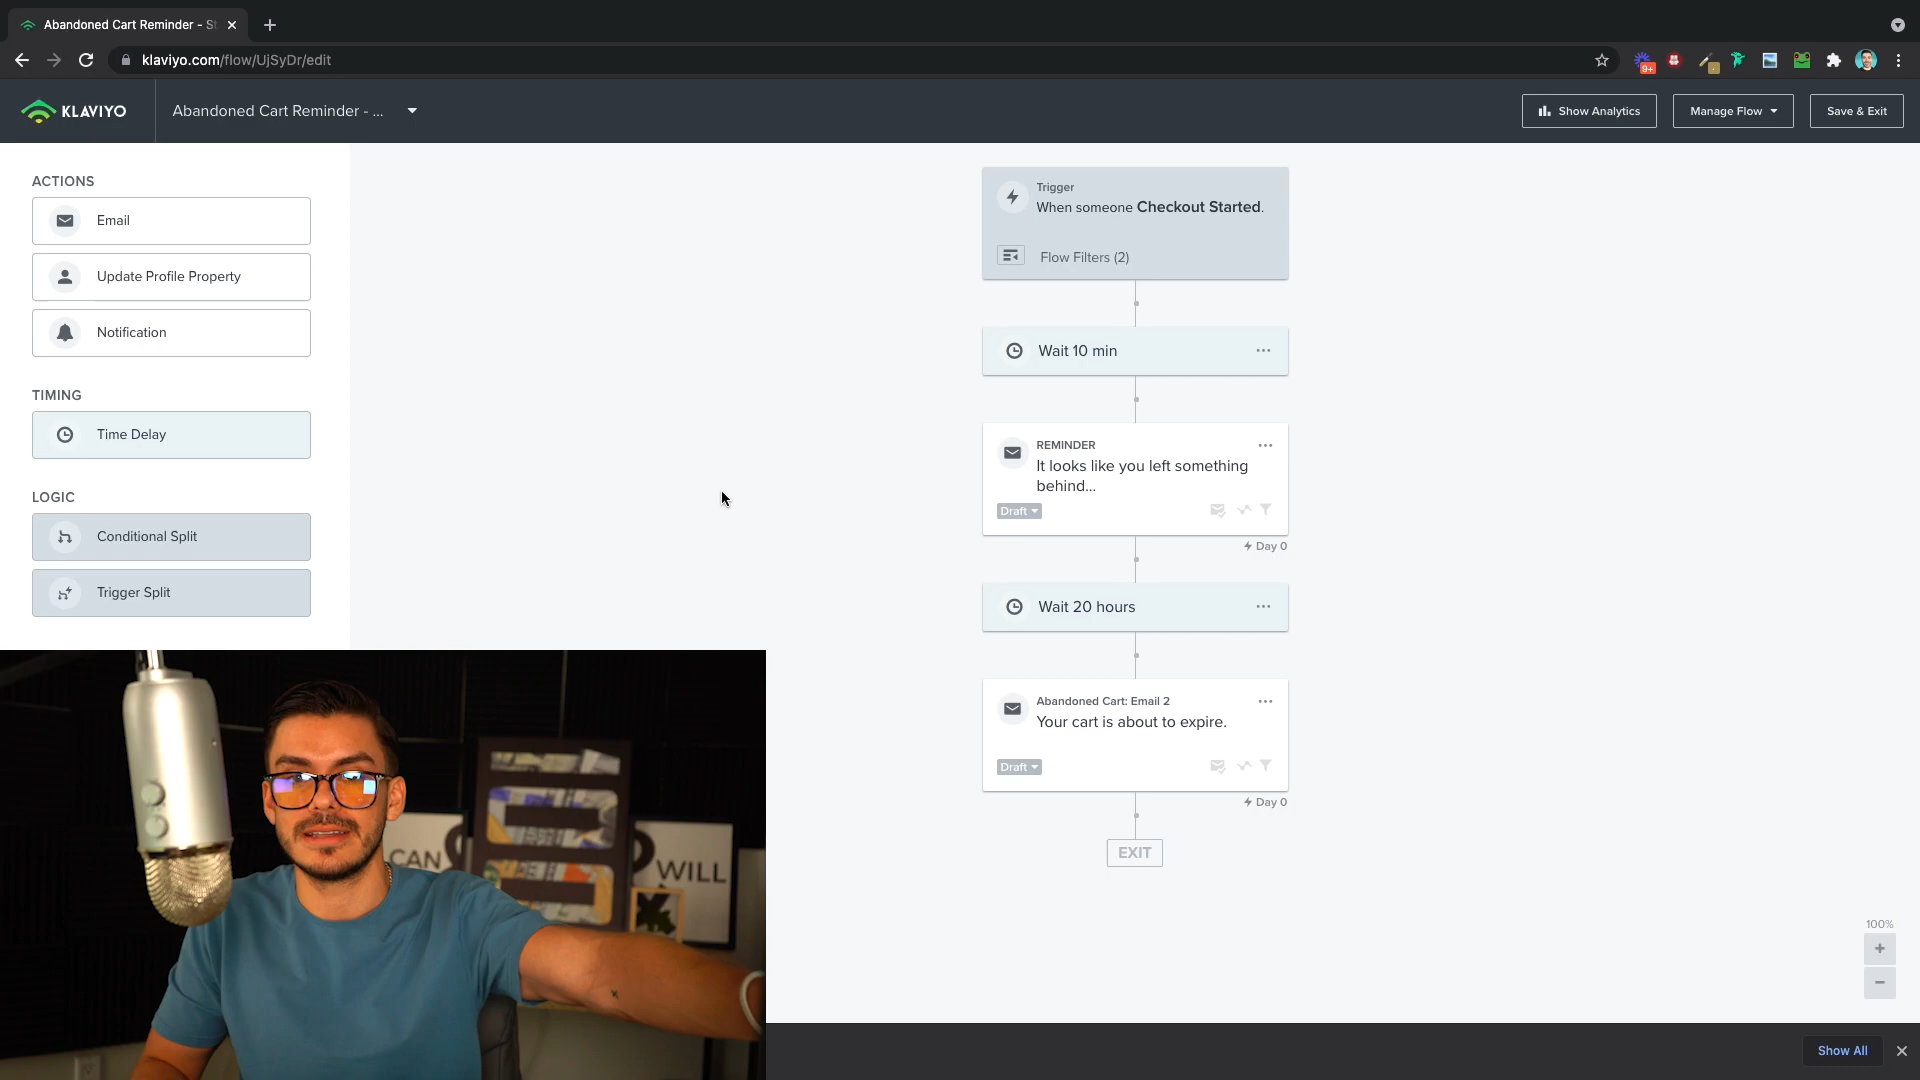 Abandoned Cart Reminder - St
klaviyo.com/flow/UjSyDr/edit
9+
KLAVIYO
Abandoned Cart Reminder - ...
Show Analytics
Manage Flow
Save & Exit
ACTIONS
Email
Update Profile Property
Notification
TIMING
Time Delay
LOGIC
Conditional Split
Trigger Split
Trigger
When someone Checkout Started.
Flow Filters (2)
Wait 10 min
REMINDER
It looks like you left something
behind...
Draft
Day 0
Wait 20 hours
Abandoned Cart: Email 2
Your cart is about to expire.
Draft
Day 0
EXIT
CAN
WILL
100%
Show All